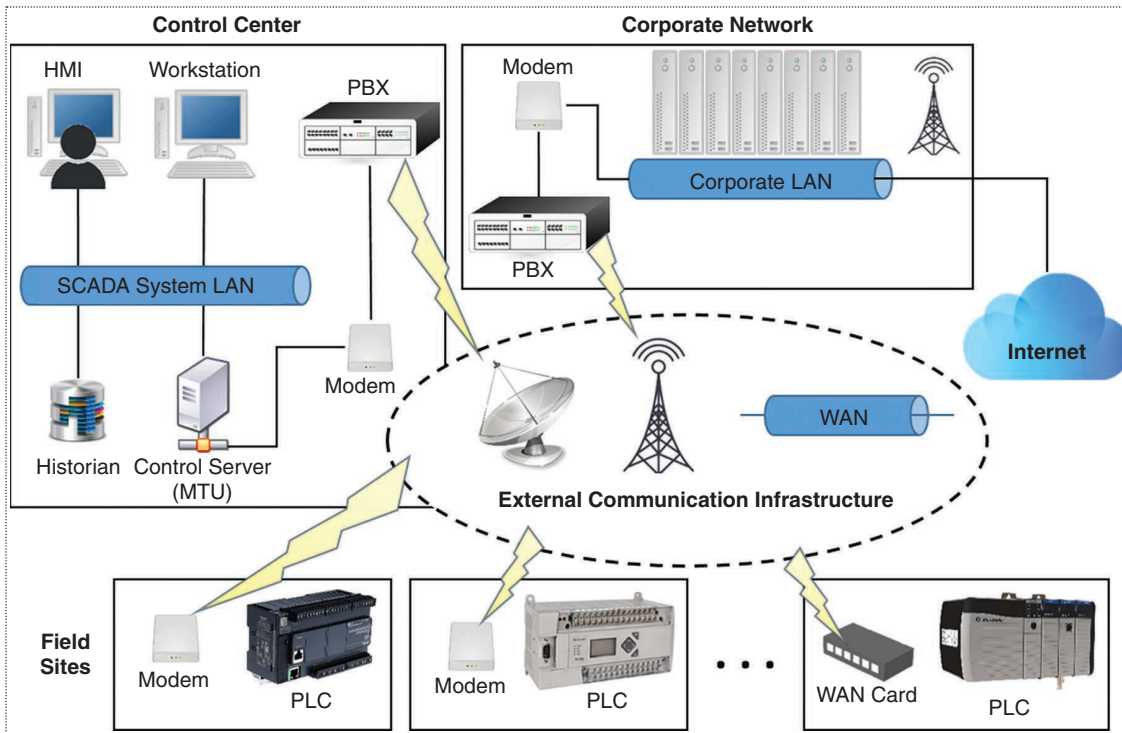 Control Center
Corporate Network
HMI
Workstation
PBX
SCADA System LAN
Modem
Historian
Control Server
(MTU)
Modem
Corporate LAN
PBX
Internet
WAN
External Communication Infrastructure
Field
Sites
Modem
PLC
Modem
PLC
...
WAN Card
PLC